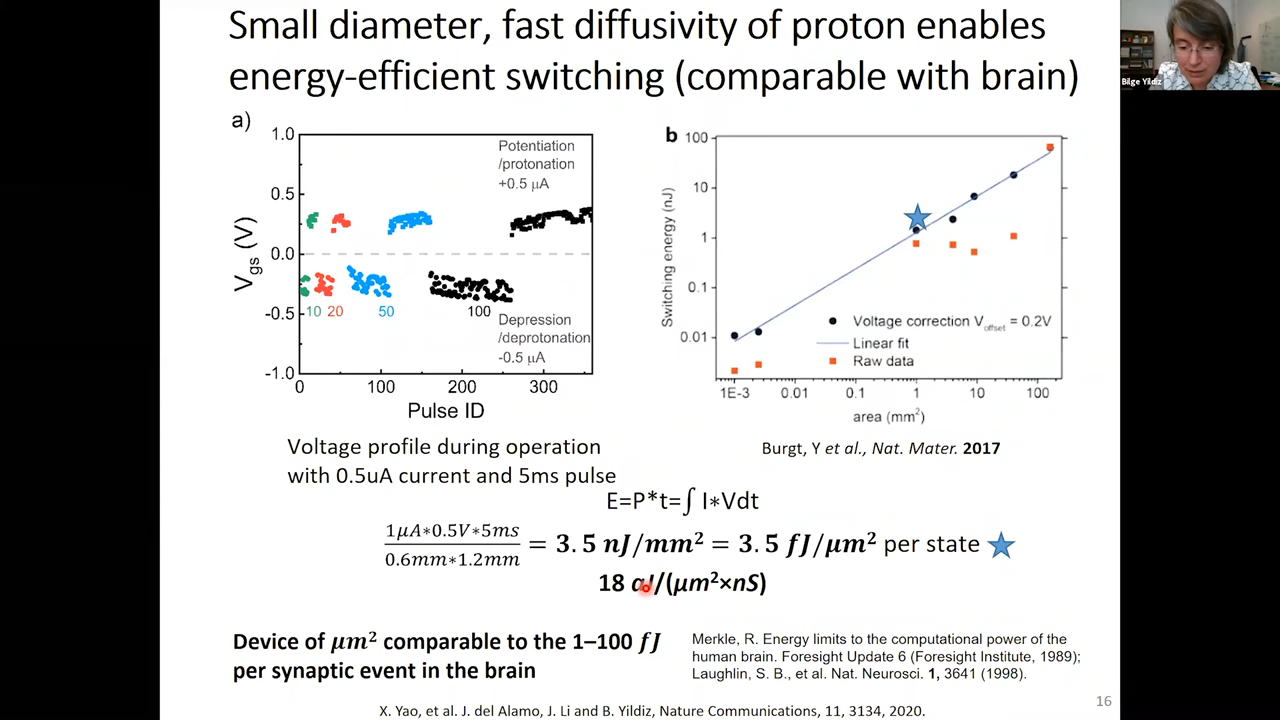 Small diameter, fast diffusivity of proton enables
energy-efficient switching (comparable with brain)
Bilge Yildiz
a)
1.0
0.5
0.0
-0.5
-1.0
Vgs (V)
Potentiation
/protonation
+0.5 µA
10 20 50 100
Depression
/deprotonation
-0.5 µA
0 100 200 300
Pulse ID
b
100
10
1
0.1
0.01
Switching energy (nJ)
Voltage correction Voffset = 0.2V
Linear fit
Raw data
1E-3 0.01 0.1 1 10 100
area (mm²)
Voltage profile during operation
with 0.5uA current and 5ms pulse
Burgt, Y et al., Nat. Mater. 2017
E=P*t=∫ I*Vdt
1µA*0.5V*5ms
0.6mm*1.2mm
= 3.5 nJ/mm² = 3.5 fJ/µm² per state
18 aJ/(µm²×nS)
Device of µm² comparable to the 1–100 fJ
per synaptic event in the brain
Merkle, R. Energy limits to the computational power of the
human brain. Foresight Update 6 (Foresight Institute, 1989);
Laughlin, S. B., et al. Nat. Neurosci. 1, 3641 (1998).
16
X. Yao, et al. J. del Alamo, J. Li and B. Yildiz, Nature Communications, 11, 3134, 2020.